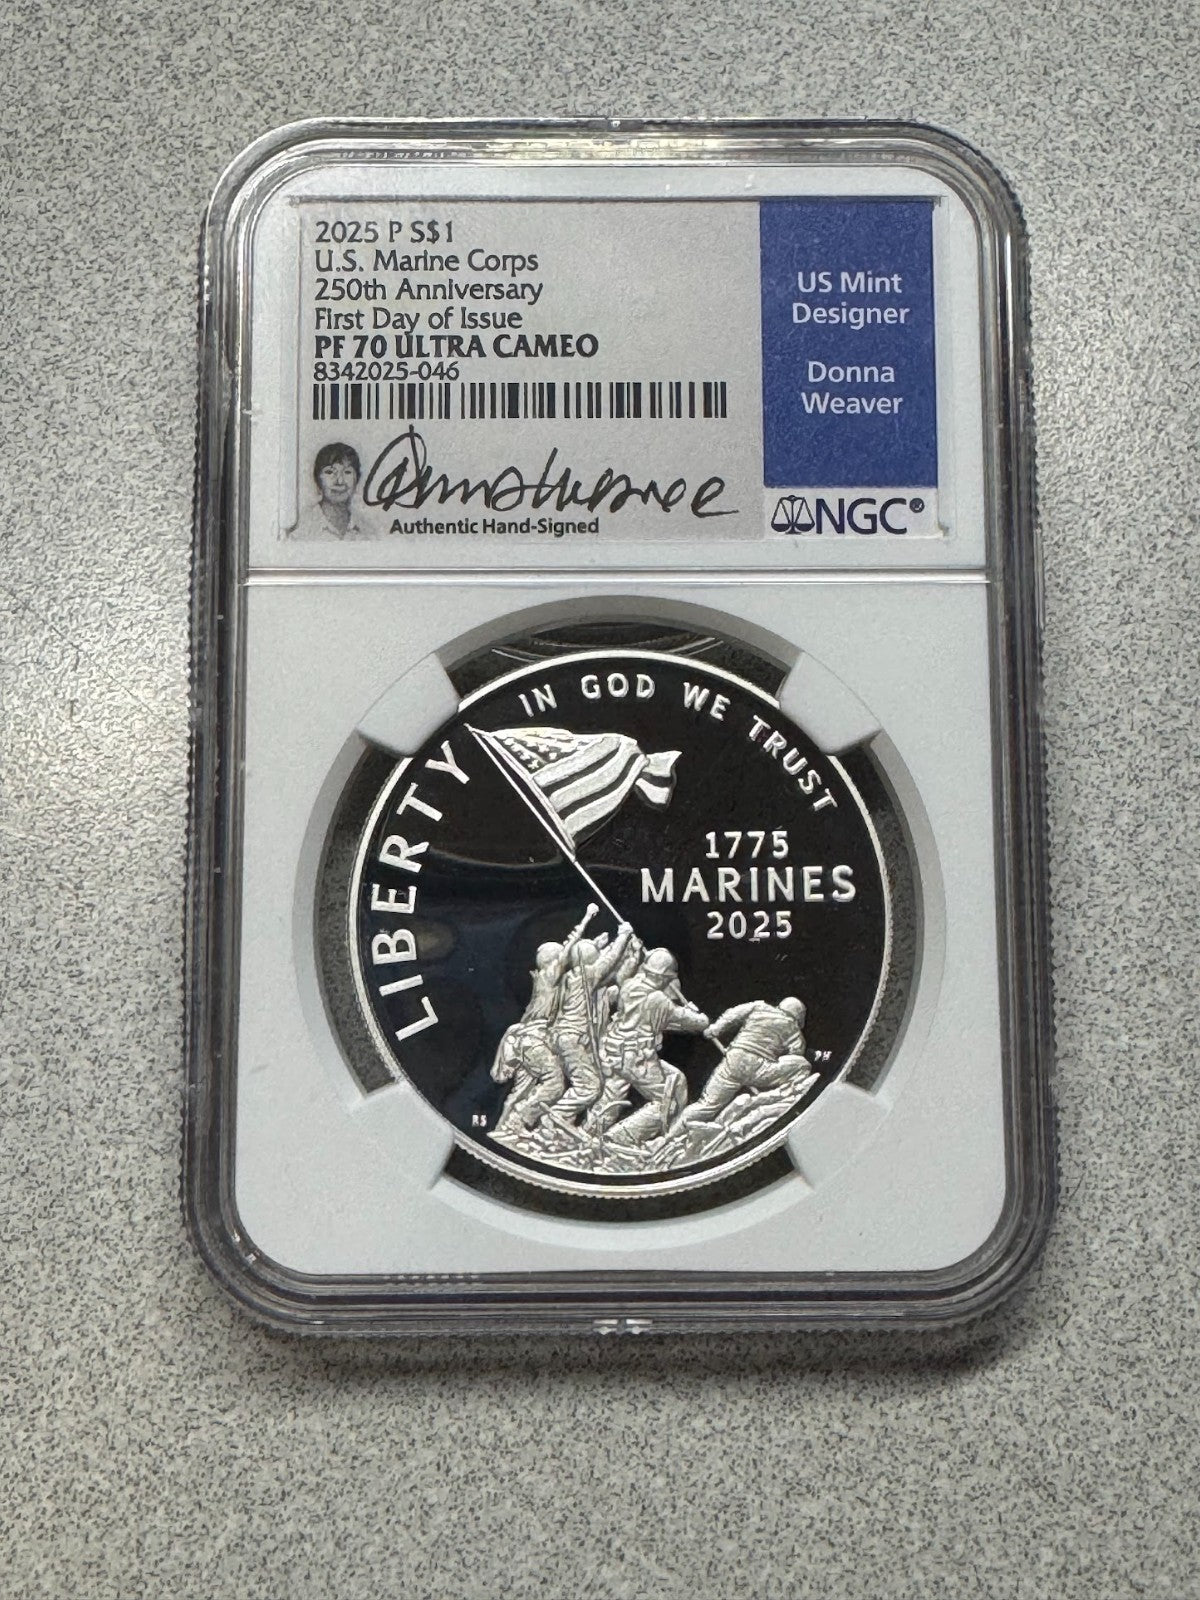 2025 P S$1
U.S. Marine Corps
250th Anniversary
First Day of Issue
PF 70 ULTRA CAMEO
8342025-046
Authentic Hand-Signed
US Mint
Designer
Donna
Weaver
NGC®
IN GOD WE TRUST
LIBERTY
1775
MARINES
2025
PH
RS